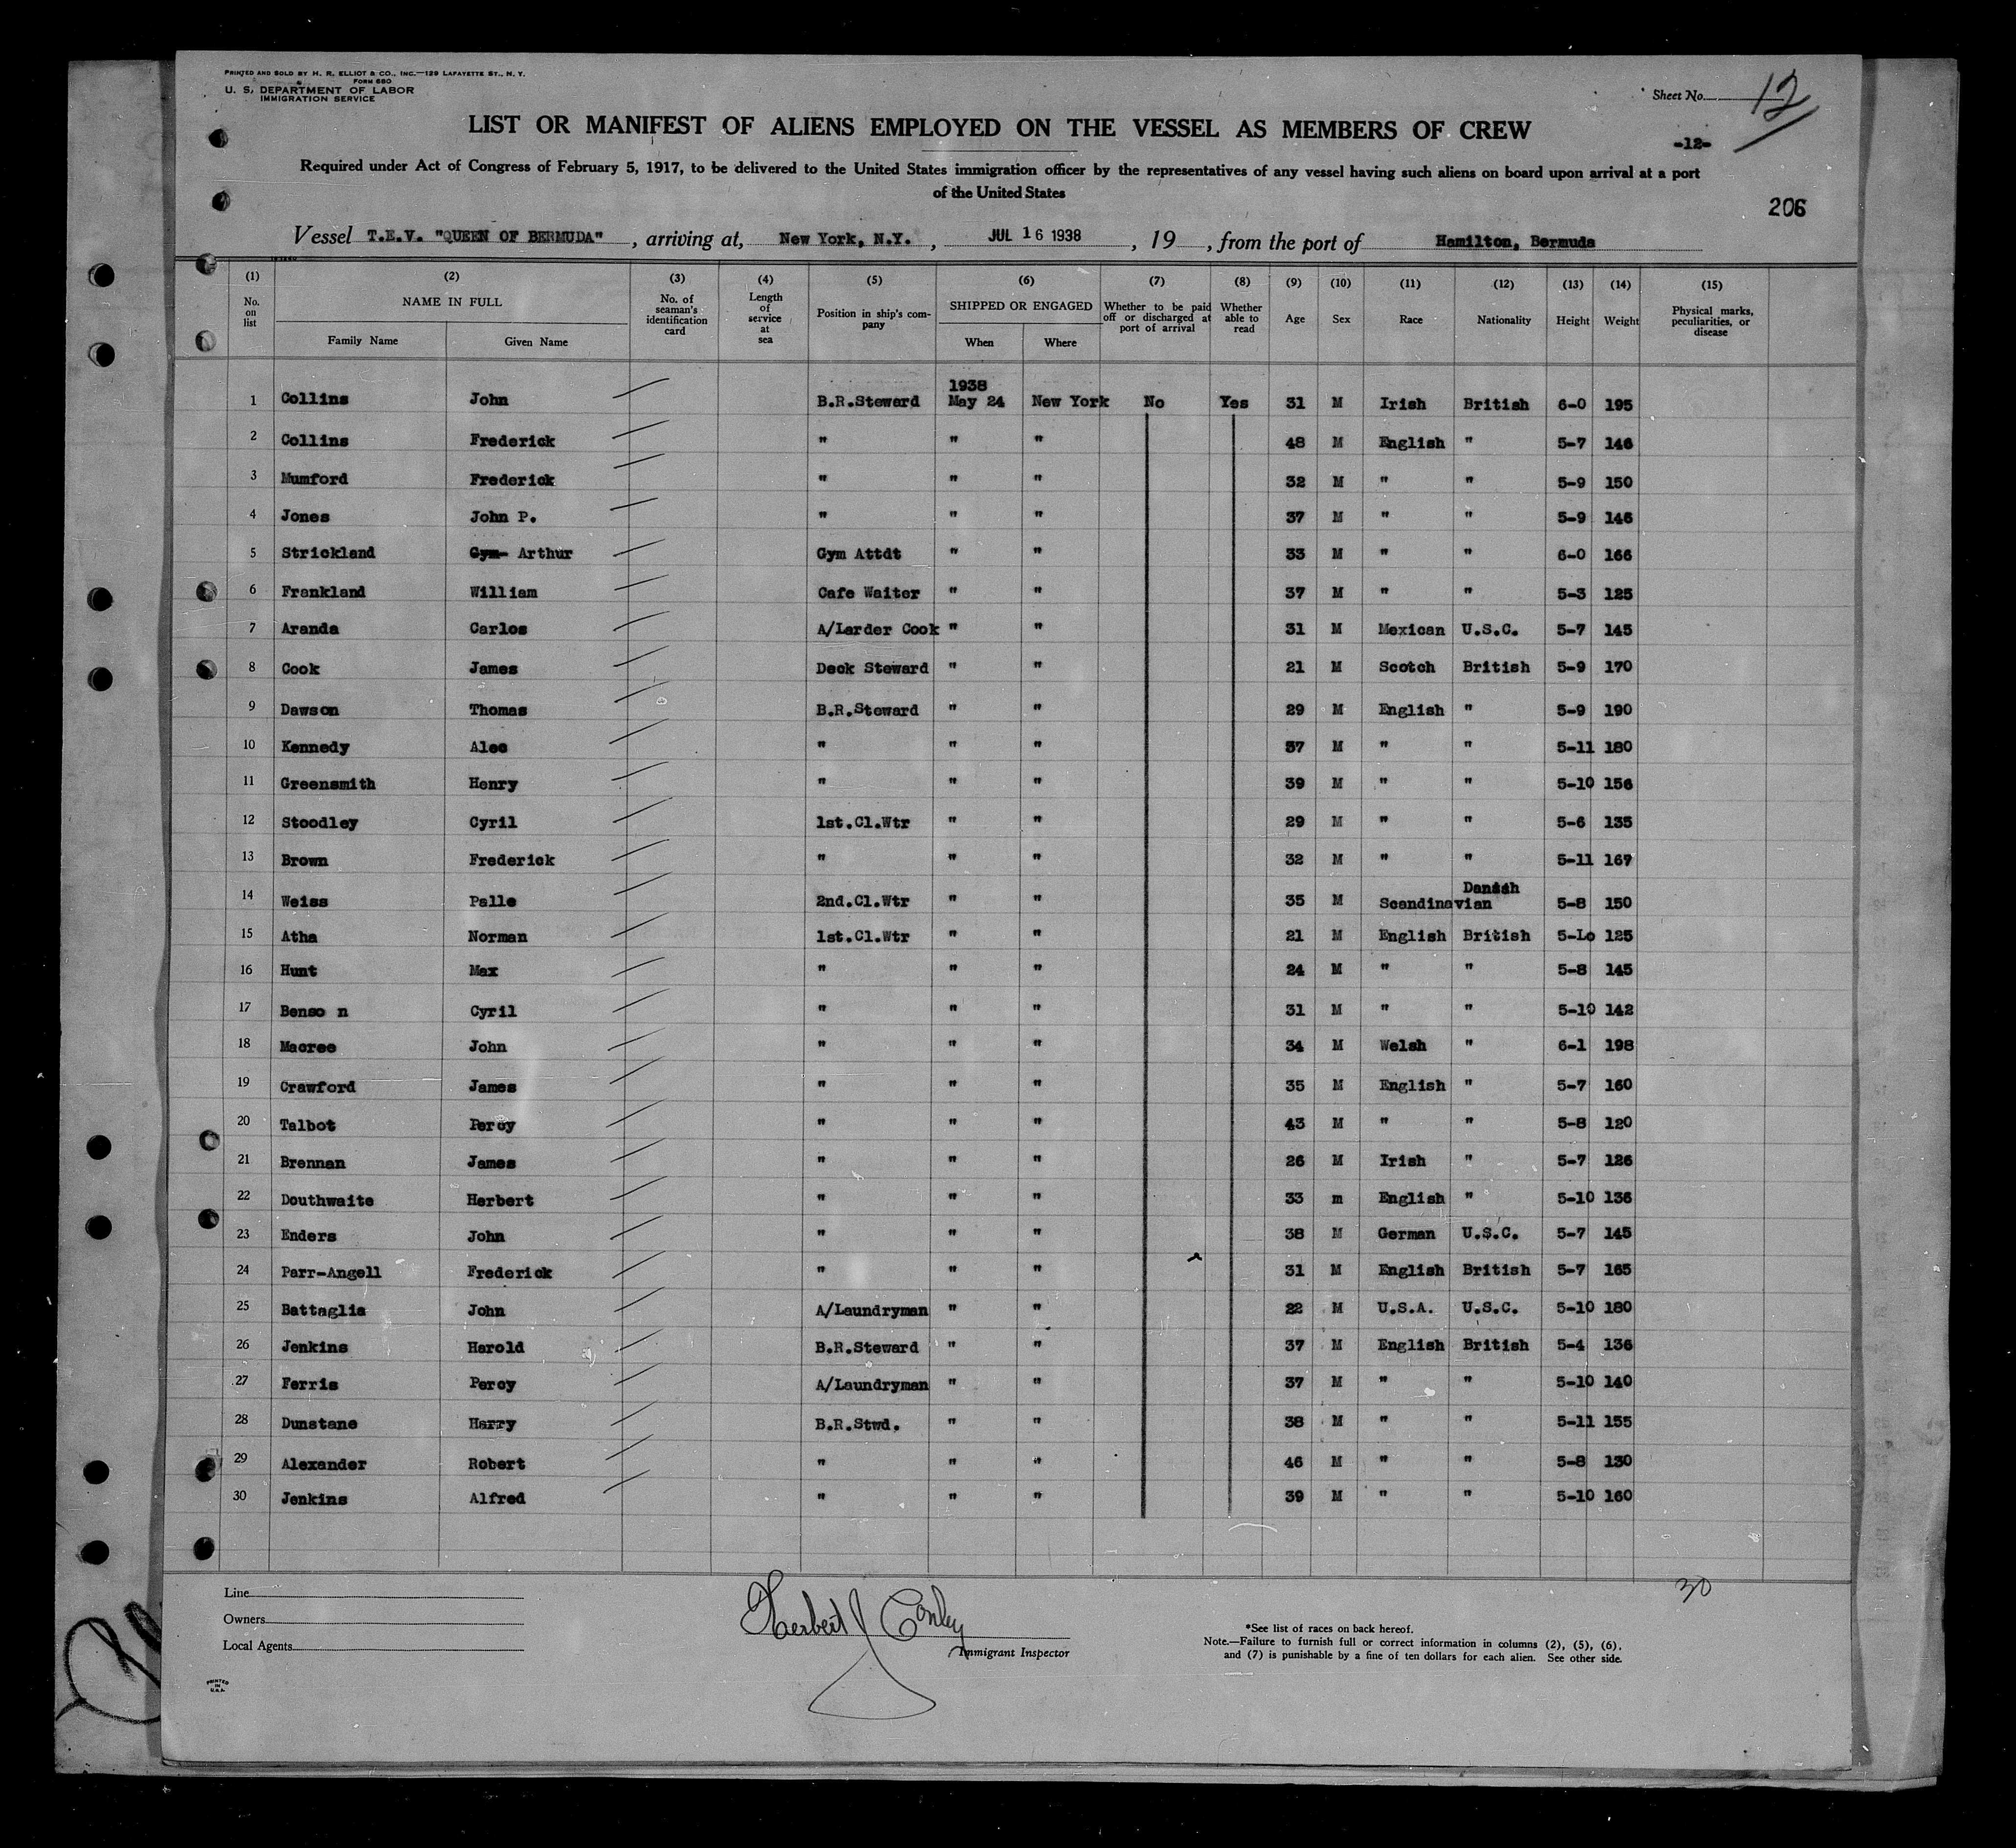 PRINTED AND SOLD BY H. R. ELLIOT & CO., INC.—129 LAFAYETTE ST., N. Y.
FORM 680
U. S. DEPARTMENT OF LABOR
IMMIGRATION SERVICE
Sheet No. 12
-12-
LIST OR MANIFEST OF ALIENS EMPLOYED ON THE VESSEL AS MEMBERS OF CREW
Required under Act of Congress of February 5, 1917, to be delivered to the United States immigration officer by the representatives of any vessel having such aliens on board upon arrival at a port
of the United States
206
Vessel T.E.V. "QUEEN OF BERMUDA", arriving at, New York, N.Y., JUL 16 1938, 19, from the port of Hamilton, Bermuda
(1) (2) (3) (4) (5) (6) (7) (8) (9) (10) (11) (12) (13) (14) (15)
No. on list NAME IN FULL Family Name Given Name No. of seaman's identification card Length of service at sea Position in ship's company SHIPPED OR ENGAGED When Where Whether to be paid off or discharged at port of arrival Whether able to read Age Sex Race Nationality Height Weight Physical marks, peculiarities, or disease
1938
1 Collins John B.R.Steward May 24 New York No Yes 31 M Irish British 6-0 195
2 Collins Frederick " " " 48 M English " 5-7 146
3 Mumford Frederick " " " 32 M " " 5-9 150
4 Jones John P. " " " 37 M " " 5-9 146
5 Strickland Gym- Arthur Gym Attdt " " 33 M " " 6-0 166
6 Frankland William Cafe Waiter " " 37 M " " 5-3 125
7 Aranda Carlos A/Larder Cook " " 31 M Mexican U.S.C. 5-7 145
8 Cook James Deck Steward " " 21 M Scotch British 5-9 170
9 Dawson Thomas B.R.Steward " " 29 M English " 5-9 190
10 Kennedy Alec " " " 37 M " " 5-11 180
11 Greensmith Henry " " " 39 M " " 5-10 156
12 Stoodley Cyril 1st.Cl.Wtr " " 29 M " " 5-6 135
13 Brown Frederick " " " 32 M " " 5-11 167
Danish
14 Weiss Palle 2nd.Cl.Wtr " " 35 M Scandinavian 5-8 150
15 Atha Norman 1st.Cl.Wtr " " 21 M English British 5-Lo 125
16 Hunt Max " " " 24 M " " 5-8 145
17 Benso n Cyril " " " 31 M " " 5-10 142
18 Macree John " " " 34 M Welsh " 6-1 198
19 Crawford James " " " 35 M English " 5-7 160
20 Talbot Percy " " " 43 M " " 5-8 120
21 Brennan James " " " 26 M Irish " 5-7 126
22 Douthwaite Herbert " " " 33 m English " 5-10 136
23 Enders John " " " 38 M German U.S.C. 5-7 145
24 Parr-Angell Frederick " " " 31 M English British 5-7 165
25 Battaglia John A/Laundryman " " 22 M U.S.A. U.S.C. 5-10 180
26 Jenkins Harold B.R.Steward " " 37 M English British 5-4 136
27 Ferris Percy A/Laundryman " " 37 M " " 5-10 140
28 Dunstane Harry B.R.Stwd. " " 38 M " " 5-11 155
29 Alexander Robert " " " 46 M " " 5-8 130
30 Jenkins Alfred " " " 39 M " " 5-10 160
30
Line
Owners
Local Agents
Herbert J Conley
Immigrant Inspector
*See list of races on back hereof.
Note.—Failure to furnish full or correct information in columns (2), (5), (6),
and (7) is punishable by a fine of ten dollars for each alien. See other side.
PRINTED
IN
U.S.A.